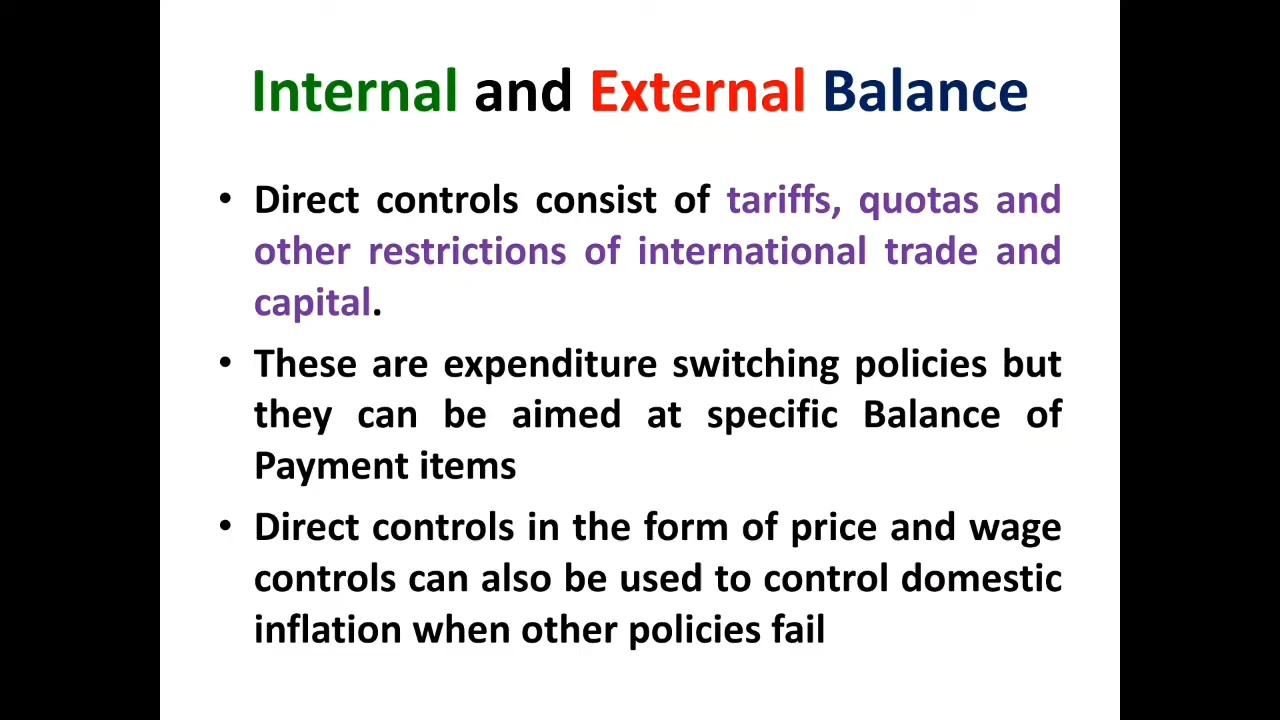 Internal and External Balance
• Direct controls consist of tariffs, quotas and
other restrictions of international trade and
capital.
• These are expenditure switching policies but
they can be aimed at specific Balance of
Payment items
• Direct controls in the form of price and wage
controls can also be used to control domestic
inflation when other policies fail